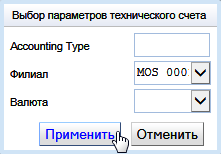 Выбор параметров технического счета
Accounting Type
Филиал MOS 000
Валюта
Применить Отменить